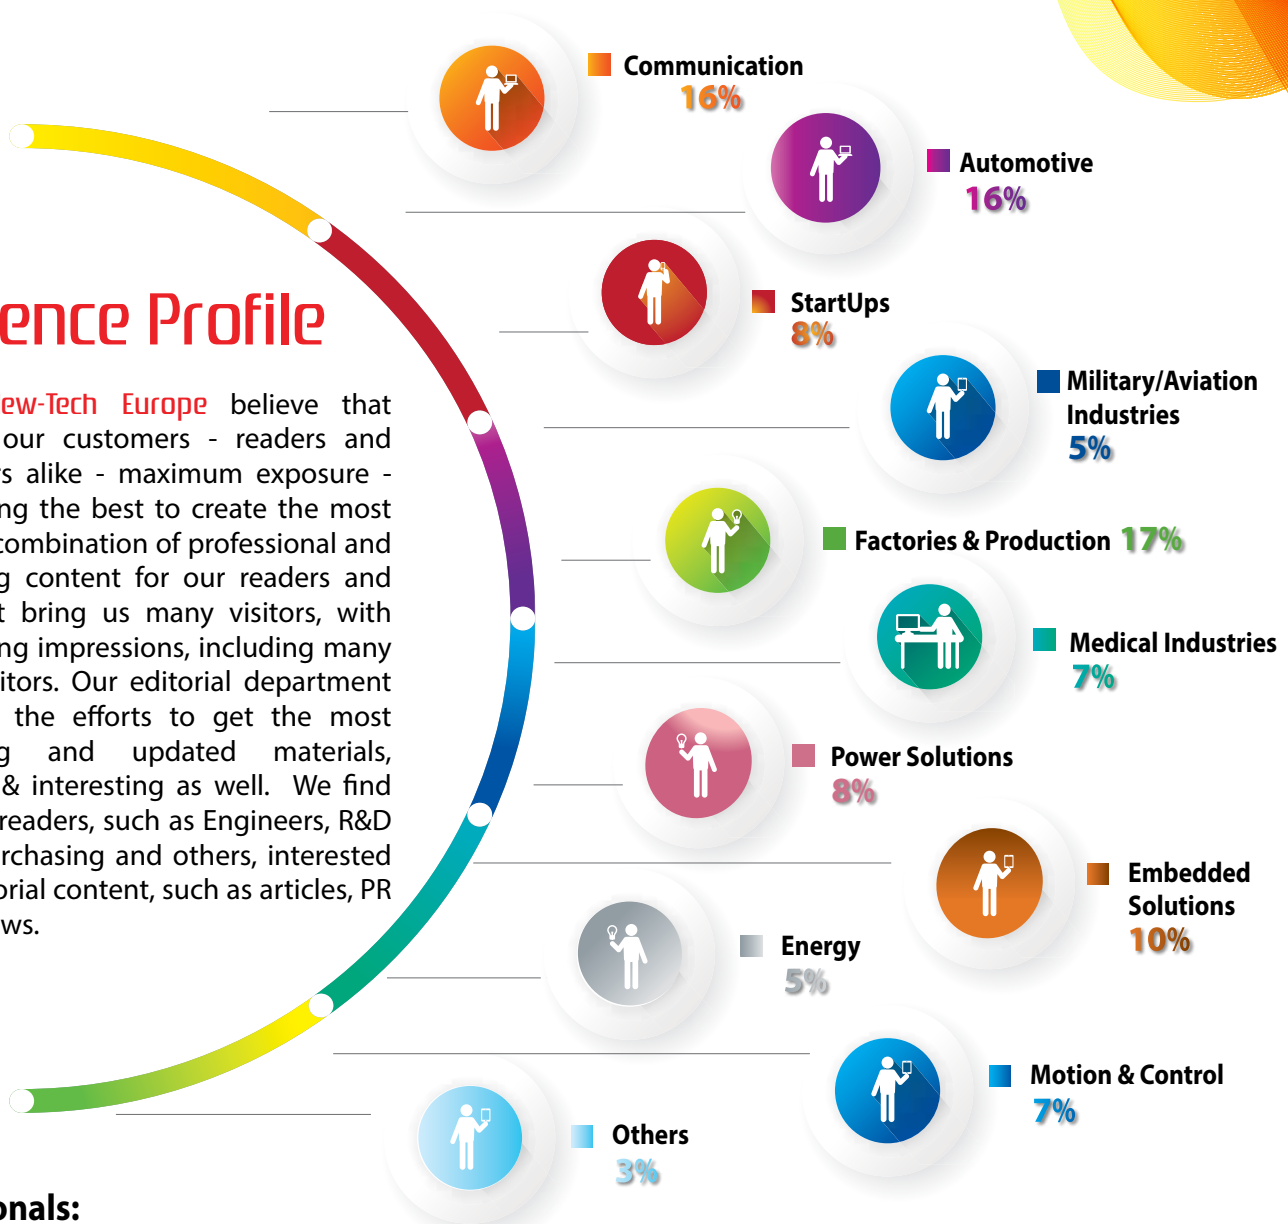 ence Profile
ew-Tech Europe believe that
our customers - readers and
rs alike - maximum exposure -
ng the best to create the most
combination of professional and
g content for our readers and
t bring us many visitors, with
ng impressions, including many
itors. Our editorial department
the efforts to get the most
g and updated materials,
& interesting as well. We find
readers, such as Engineers, R&D
rchasing and others, interested
orial content, such as articles, PR
ws.
onals:
Communication
16%
Automotive
16%
StartUps
8%
Military/Aviation
Industries
5%
Factories & Production 17%
Medical Industries
7%
Power Solutions
8%
Embedded
Solutions
10%
Energy
5%
Motion & Control
7%
Others
3%